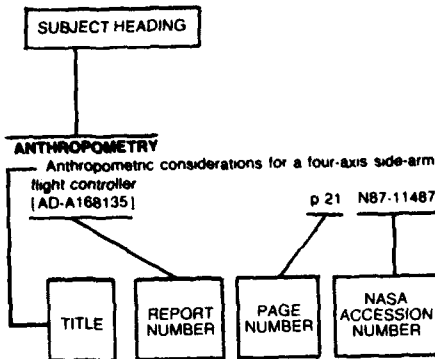 SUBJECT HEADING
ANTHROPOMETRY
Anthropometric considerations for a four-axis side-arm
flight controller
[AD-A168135] p 21 N87-11487
TITLE
REPORT
NUMBER
PAGE
NUMBER
NASA
ACCESSION
NUMBER